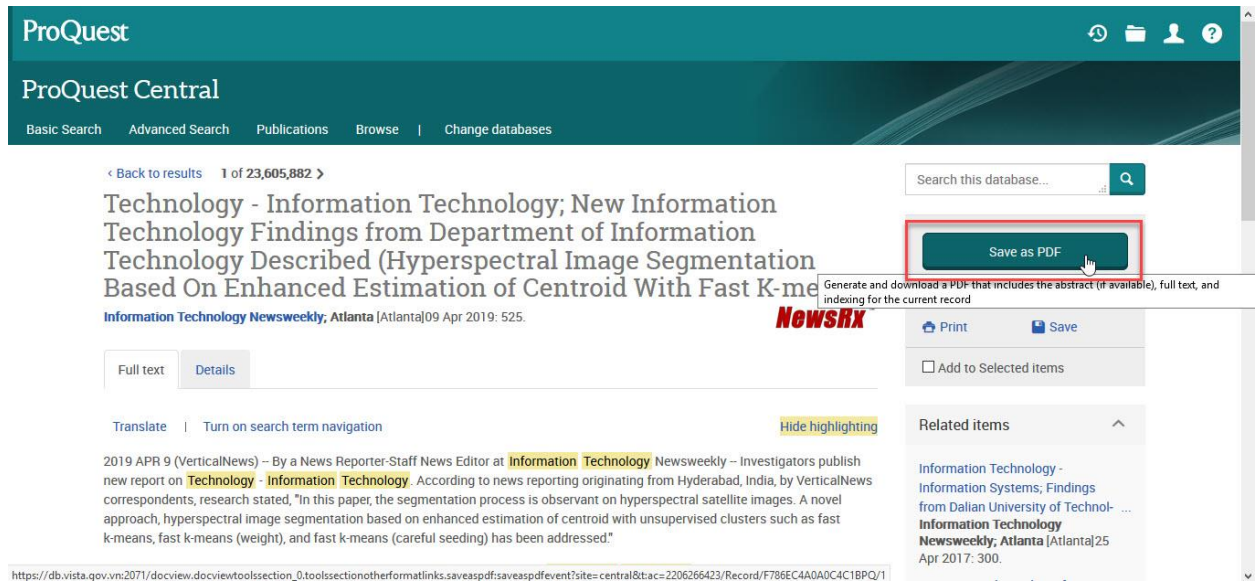 ProQuest
ProQuest Central
Basic Search Advanced Search Publications Browse | Change databases
‹ Back to results 1 of 23,605,882 ›
Search this database...
Technology - Information Technology; New Information
Technology Findings from Department of Information
Technology Described (Hyperspectral Image Segmentation
Based On Enhanced Estimation of Centroid With Fast K-me
Save as PDF
Generate and download a PDF that includes the abstract (if available), full text, and
indexing for the current record
Information Technology Newsweekly; Atlanta [Atlanta]09 Apr 2019: 525.
NewsRx
Print Save
Add to Selected items
Full text Details
Translate | Turn on search term navigation Hide highlighting
2019 APR 9 (VerticalNews) -- By a News Reporter-Staff News Editor at Information Technology Newsweekly -- Investigators publish
new report on Technology - Information Technology. According to news reporting originating from Hyderabad, India, by VerticalNews
correspondents, research stated, "In this paper, the segmentation process is observant on hyperspectral satellite images. A novel
approach, hyperspectral image segmentation based on enhanced estimation of centroid with unsupervised clusters such as fast
k-means, fast k-means (weight), and fast k-means (careful seeding) has been addressed."
Related items
Information Technology -
Information Systems; Findings
from Dalian University of Technol- ...
Information Technology
Newsweekly; Atlanta [Atlanta]25
Apr 2017: 300.
https://db.vista.gov.vn:2071/docview.docviewtoolssection_0.toolssectionotherformatlinks.saveaspdf:saveaspdfevent?site=central&t:ac=2206266423/Record/F786EC4A0A0C4C1BPQ/1